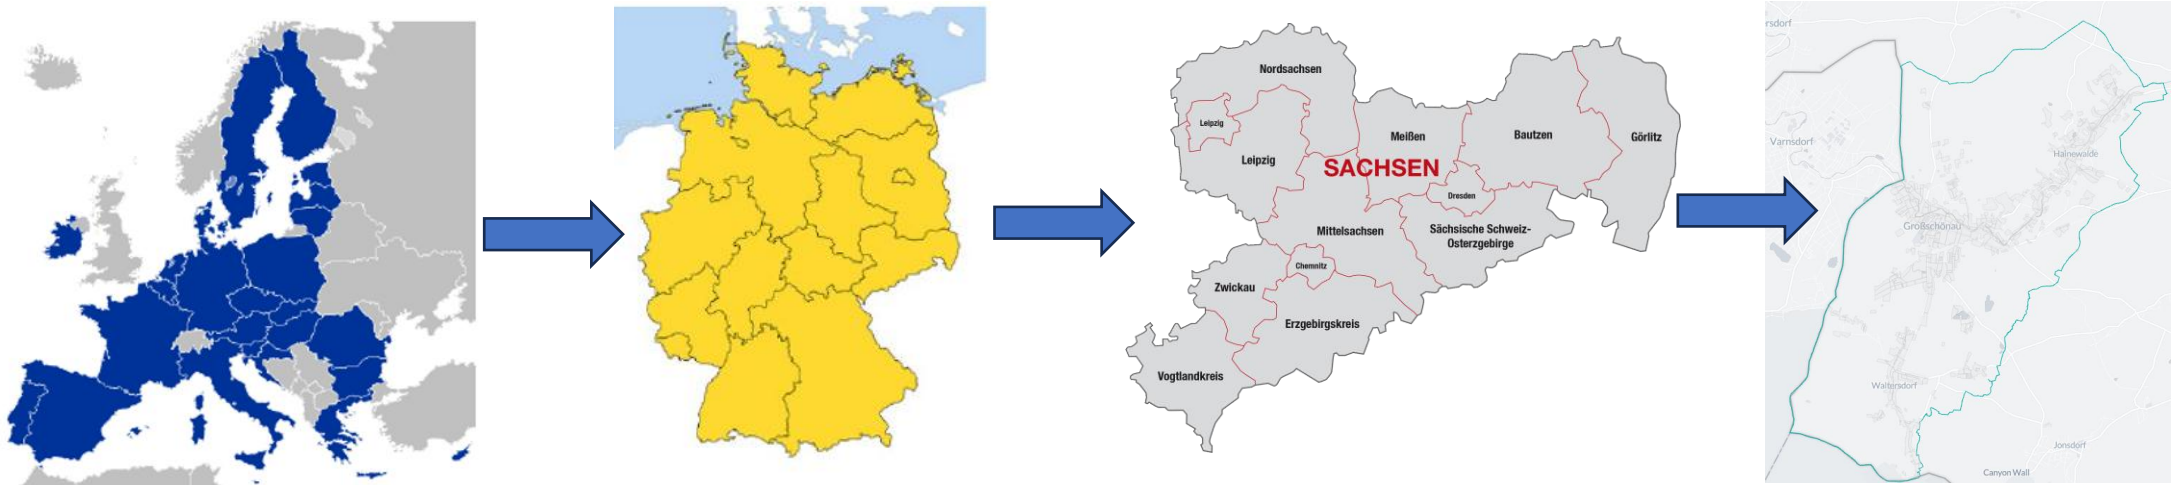 Nordsachsen
Leipzig
Leipzig
Meißen
Bautzen
Görlitz
SACHSEN
Dresden
Mittelsachsen
Sächsische Schweiz-
Osterzgebirge
Chemnitz
Zwickau
Erzgebirgskreis
Vogtlandkreis
rsdorf
Varnsdorf
Hainewalde
Großschönau
Waltersdorf
Jonsdorf
Canyon Wall